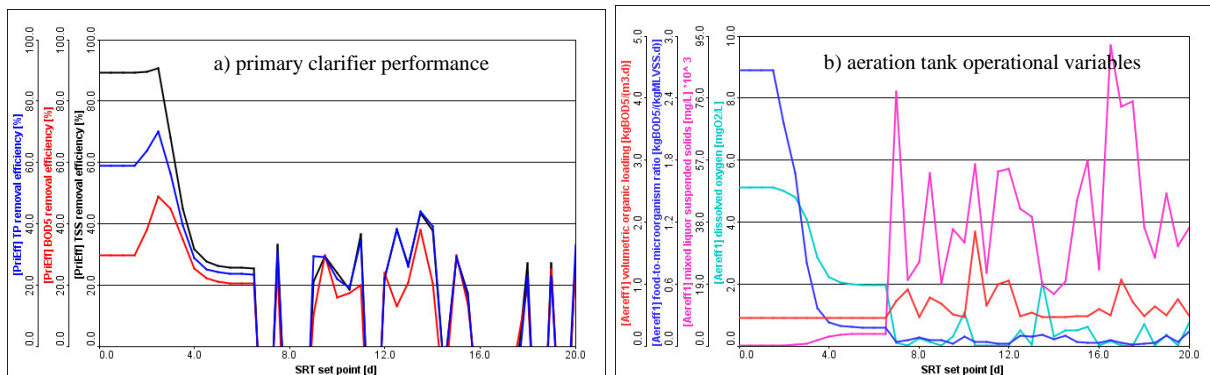 a) primary clarifier performance
[PriEff] TP removal efficiency [%]
[PriEff] BOD5 removal efficiency [%]
[PriEff] TSS removal efficiency [%]
100.0 100.0 100.0
80.0 80.0 80.0
60.0 60.0 60.0
40.0 40.0 40.0
20.0 20.0 20.0
0.0 0.0 0.0
0.0 4.0 8.0 12.0 16.0 20.0
SRT set point [d]
b) aeration tank operational variables
[Aereff1] volumetric organic loading [kgBOD5/(m3.d)]
[Aereff1] food-to-microorganism ratio [kgBOD5/(kgMLVSS.d)]
[Aereff1] mixed liquor suspended solids [mg/L] *10^ 3
[Aereff1] dissolved oxygen [mgO2/L]
5.0 3.0 95.0 10.0
4.0 2.4 76.0 8.0
3.0 1.8 57.0 6.0
2.0 1.2 38.0 4.0
1.0 0.6 19.0 2.0
0.0 0.0 0.0 0.0
0.0 4.0 8.0 12.0 16.0 20.0
SRT set point [d]